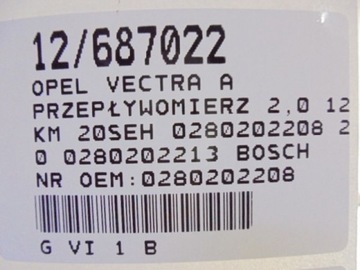 12/687022
OPEL VECTRA A
PRZEPŁYWOMIERZ 2,0 12
KM 20SEH 0280202208 2
0 0280202213 BOSCH
NR OEM:0280202208
G VI 1 B